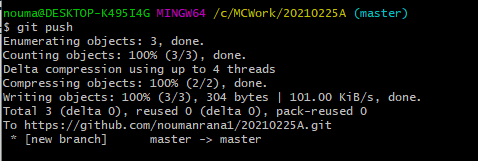 nouma@DESKTOP-K495I4G MINGW64 /c/MCWork/20210225A (master)
$ git push
Enumerating objects: 3, done.
Counting objects: 100% (3/3), done.
Delta compression using up to 4 threads
Compressing objects: 100% (2/2), done.
Writing objects: 100% (3/3), 304 bytes | 101.00 KiB/s, done.
Total 3 (delta 0), reused 0 (delta 0), pack-reused 0
To https://github.com/noumanrana1/20210225A.git
 * [new branch]      master -> master